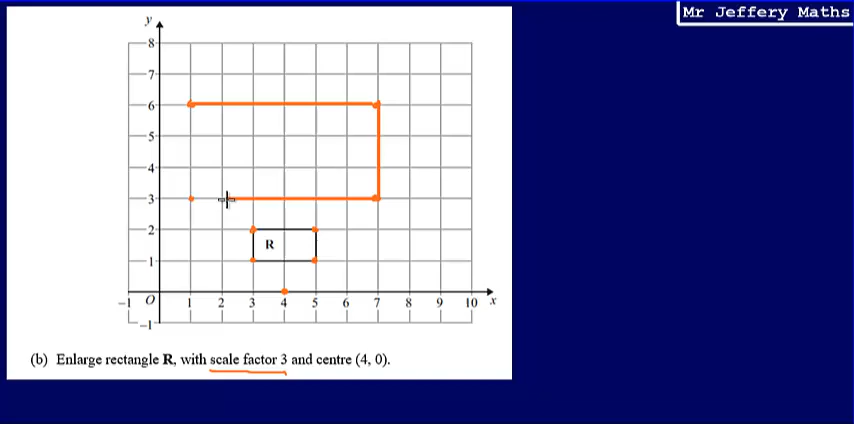 Mr Jeffery Maths
y
8
7
6
5
4
3
2
R
1
-1 O 1 2 3 4 5 6 7 8 9 10 x
-1
(b) Enlarge rectangle R, with scale factor 3 and centre (4, 0).